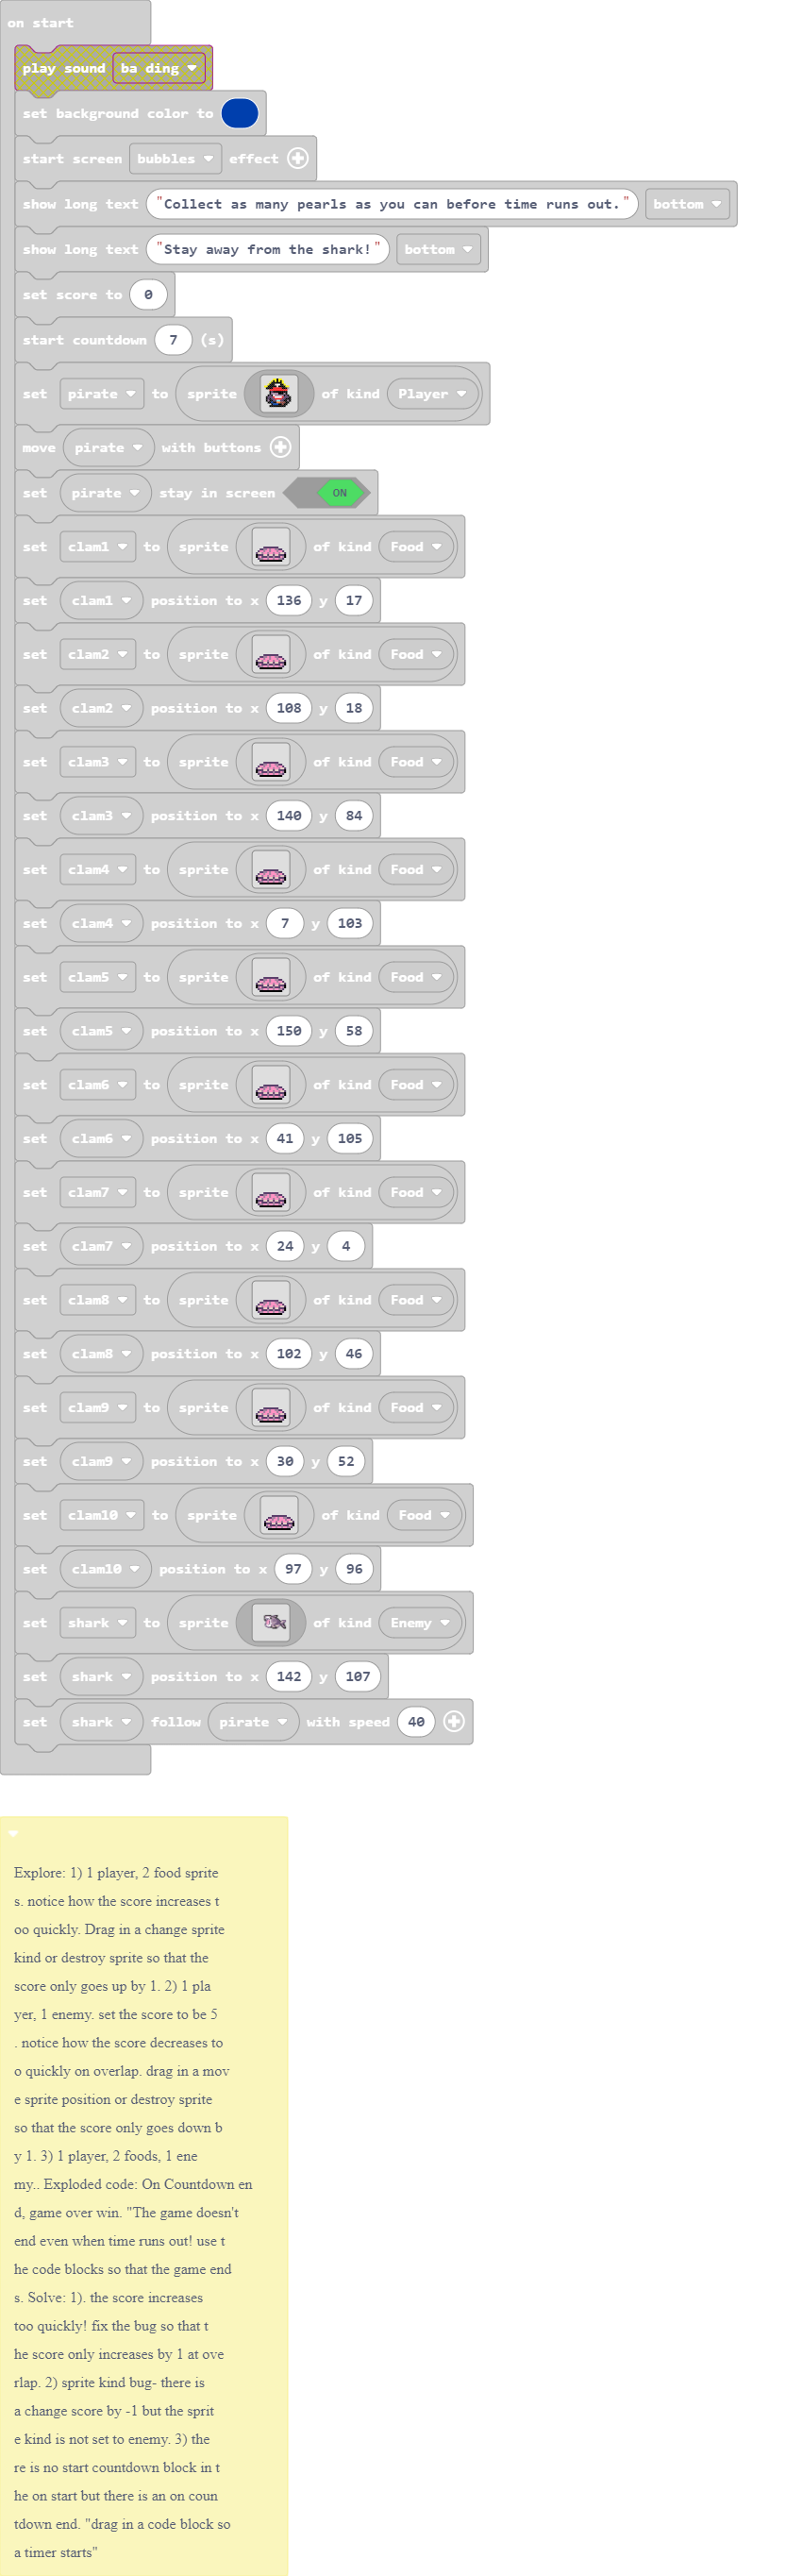 on start
play sound ba ding
set background color to
start screen bubbles effect
show long text "Collect as many pearls as you can before time runs out." bottom
show long text "Stay away from the shark!" bottom
set score to 0
start countdown 7 (s)
set pirate to sprite of kind Player
move pirate with buttons
set pirate stay in screen ON
set clam1 to sprite of kind Food
set clam1 position to x 136 y 17
set clam2 to sprite of kind Food
set clam2 position to x 108 y 18
set clam3 to sprite of kind Food
set clam3 position to x 140 y 84
set clam4 to sprite of kind Food
set clam4 position to x 7 y 103
set clam5 to sprite of kind Food
set clam5 position to x 150 y 58
set clam6 to sprite of kind Food
set clam6 position to x 41 y 105
set clam7 to sprite of kind Food
set clam7 position to x 24 y 4
set clam8 to sprite of kind Food
set clam8 position to x 102 y 46
set clam9 to sprite of kind Food
set clam9 position to x 30 y 52
set clam10 to sprite of kind Food
set clam10 position to x 97 y 96
set shark to sprite of kind Enemy
set shark position to x 142 y 107
set shark follow pirate with speed 40
Explore: 1) 1 player, 2 food sprite
s. notice how the score increases t
oo quickly. Drag in a change sprite
kind or destroy sprite so that the
score only goes up by 1. 2) 1 pla
yer, 1 enemy. set the score to be 5
. notice how the score decreases to
o quickly on overlap. drag in a mov
e sprite position or destroy sprite
so that the score only goes down b
y 1. 3) 1 player, 2 foods, 1 ene
my.. Exploded code: On Countdown en
d, game over win. "The game doesn't
end even when time runs out! use t
he code blocks so that the game end
s. Solve: 1). the score increases
too quickly! fix the bug so that t
he score only increases by 1 at ove
rlap. 2) sprite kind bug- there is
a change score by -1 but the sprit
e kind is not set to enemy. 3) the
re is no start countdown block in t
he on start but there is an on coun
tdown end. "drag in a code block so
a timer starts"